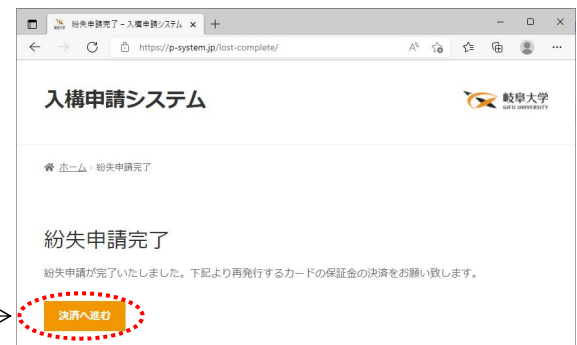 紛失申請完了 – 入構申請システム
https://p-system.jp/lost-complete/
入構申請システム
岐阜大学
GIFU UNIVERSITY
ホーム › 紛失申請完了
紛失申請完了
紛失申請が完了いたしました。下記より再発行するカードの保証金の決済をお願い致します。
決済へ進む